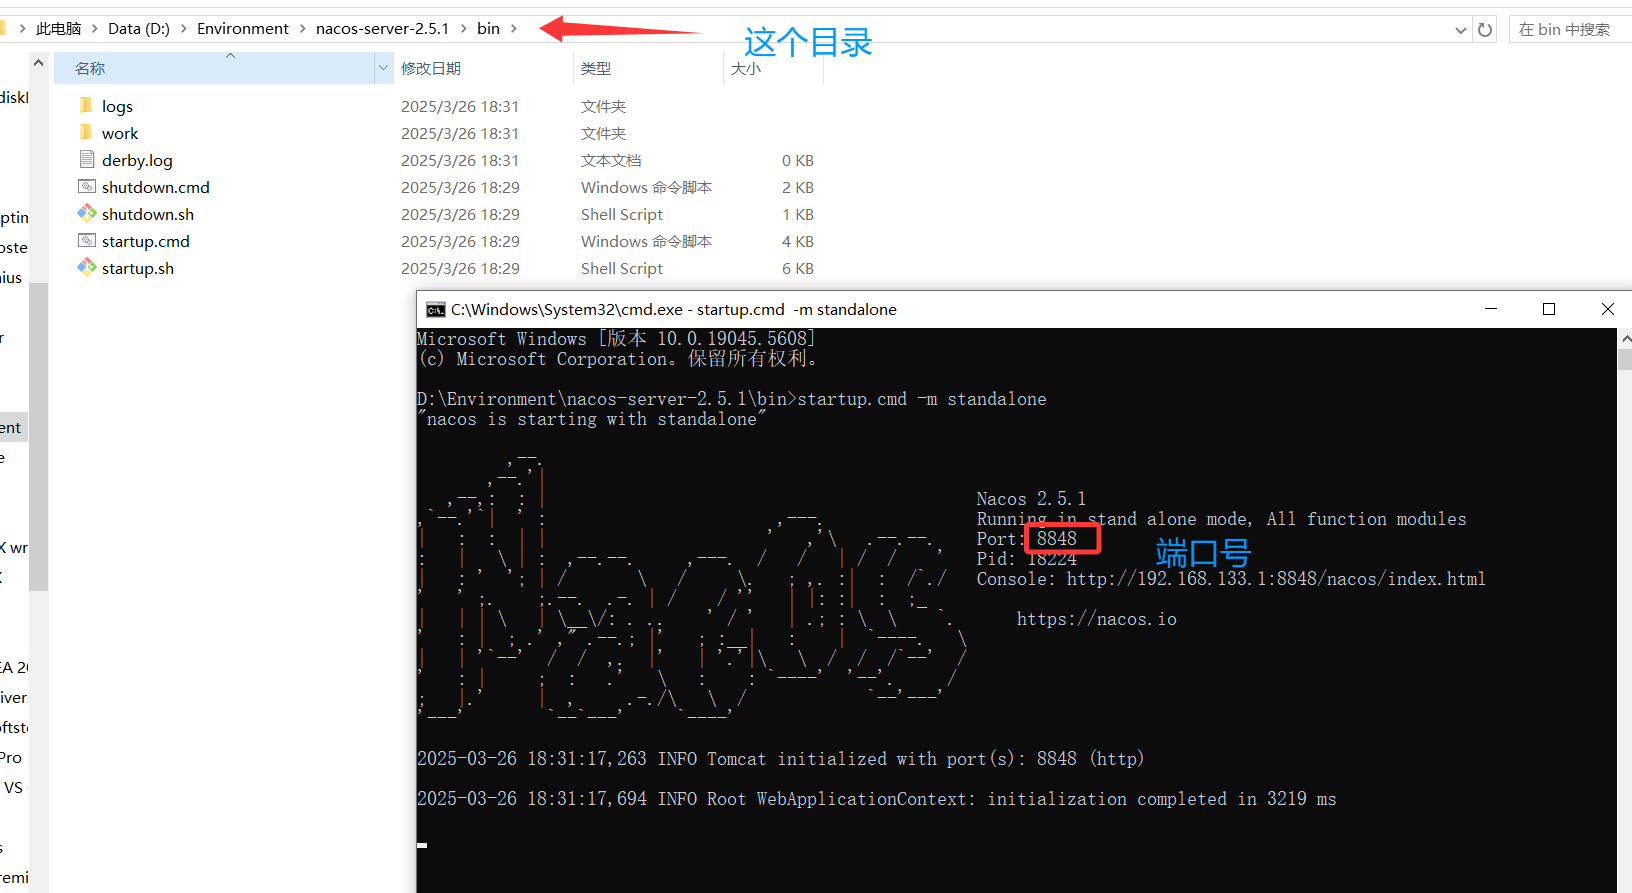 此电脑 > Data (D:) > Environment > nacos-server-2.5.1 > bin >
在 bin 中搜索
这个目录
名称 修改日期 类型 大小
logs 2025/3/26 18:31 文件夹
work 2025/3/26 18:31 文件夹
derby.log 2025/3/26 18:31 文本文档 0 KB
shutdown.cmd 2025/3/26 18:29 Windows 命令脚本 2 KB
shutdown.sh 2025/3/26 18:29 Shell Script 1 KB
startup.cmd 2025/3/26 18:29 Windows 命令脚本 4 KB
startup.sh 2025/3/26 18:29 Shell Script 6 KB
diskl
ptim
oste
ius
r
ent
e
X wr
EA 20
iver
oftste
Pro
VS
s
remi
C:\Windows\System32\cmd.exe - startup.cmd -m standalone
Microsoft Windows [版本 10.0.19045.5608]
(c) Microsoft Corporation。保留所有权利。
D:\Environment\nacos-server-2.5.1\bin>startup.cmd -m standalone
"nacos is starting with standalone"
Nacos 2.5.1
Running in stand alone mode, All function modules
Port: 8848
端口号
Pid: 18224
Console: http://192.168.133.1:8848/nacos/index.html
https://nacos.io
2025-03-26 18:31:17,263 INFO Tomcat initialized with port(s): 8848 (http)
2025-03-26 18:31:17,694 INFO Root WebApplicationContext: initialization completed in 3219 ms